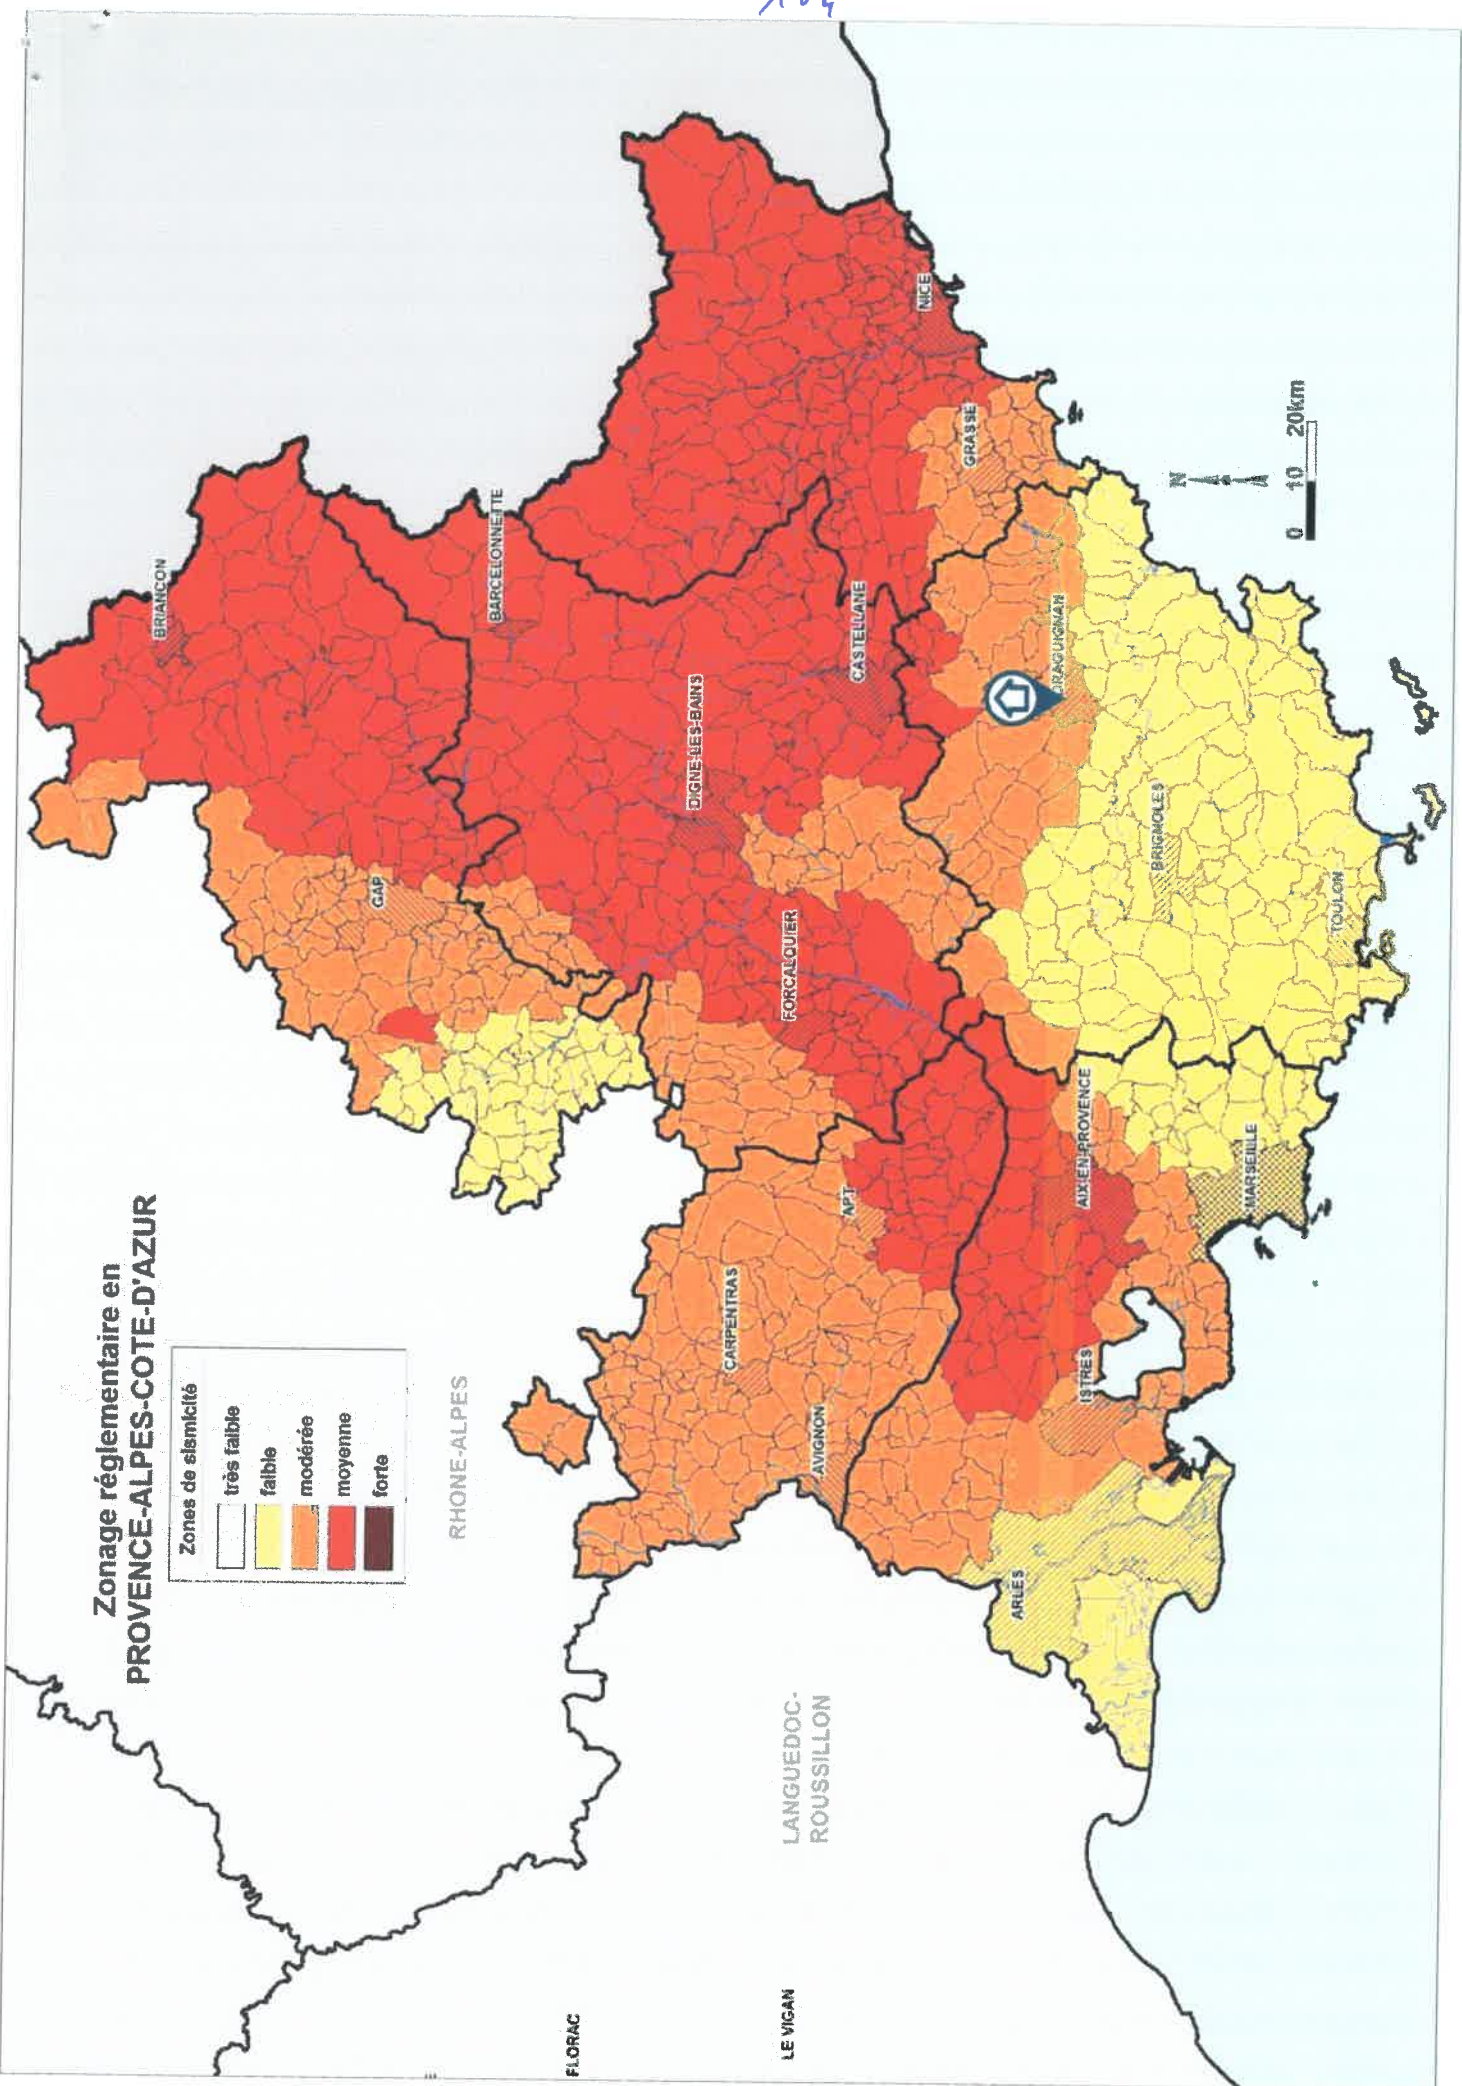 Zonage réglementaire en
PROVENCE-ALPES-COTE-D'AZUR
Zones de sismicité
très faible
faible
modérée
moyenne
forte
RHONE-ALPES
LANGUEDOC-
ROUSSILLON
FLORAC
LE VIGAN
BRIANCON
GAP
BARCELONNETTE
DIGNE-LES-BAINS
FORCALQUIER
CASTELLANE
CARPENTRAS
AVIGNON
APT
NICE
GRASSE
DRAGUIGNAN
ARLES
ISTRES
AIX-EN-PROVENCE
BRIGNOLES
MARSEILLE
TOULON
N
0 10 20km